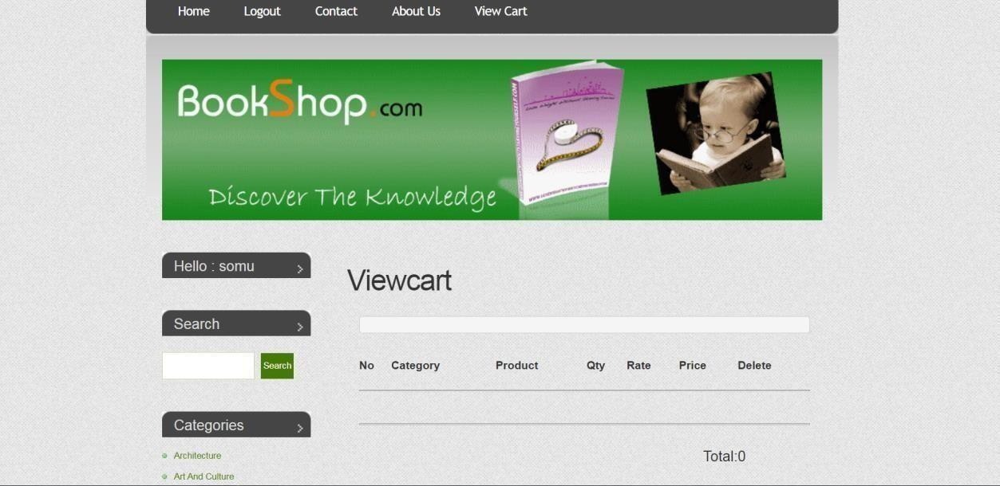 Home Logout Contact About Us View Cart
BookShop.com
Discover The Knowledge
Hello : somu
Viewcart
Search
Search
No Category Product Qty Rate Price Delete
Categories
Architecture
Total:0
Art And Culture